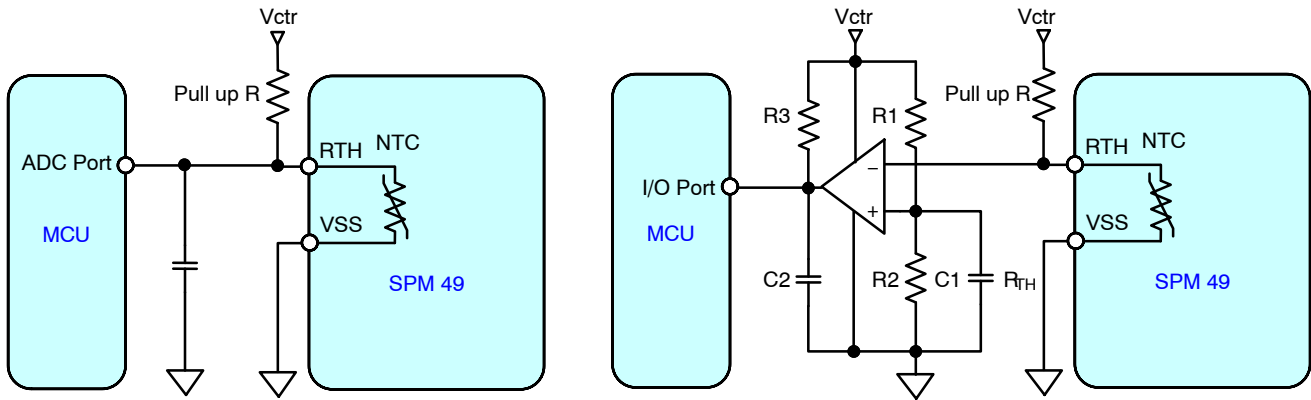 Vctr
Pull up R
NTC
RTH
ADC Port
VSS
MCU
SPM 49
Vctr
Vctr
R3
R1
Pull up R
NTC
RTH
−
I/O Port
+
VSS
MCU
C2
R2
C1
RTH
SPM 49